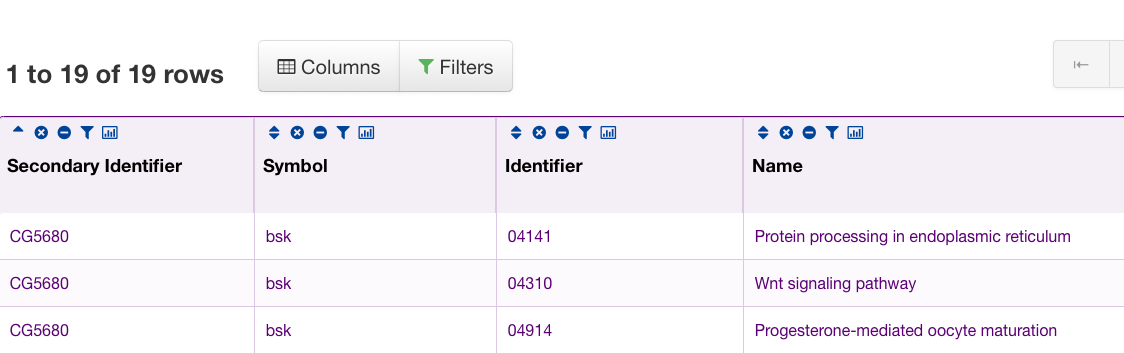 1 to 19 of 19 rows
Columns
Filters
Secondary Identifier Symbol Identifier Name
CG5680 bsk 04141 Protein processing in endoplasmic reticulum
CG5680 bsk 04310 Wnt signaling pathway
CG5680 bsk 04914 Progesterone-mediated oocyte maturation